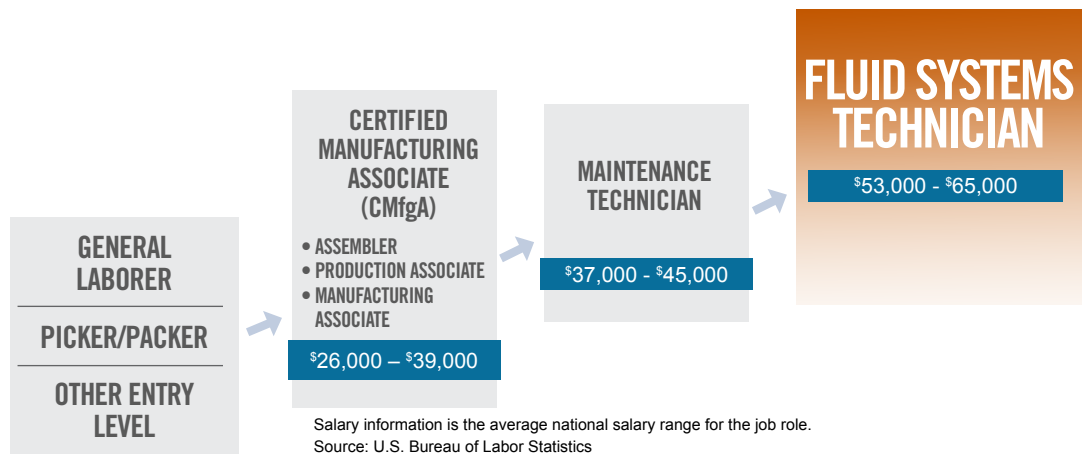 GENERAL
LABORER
PICKER/PACKER
OTHER ENTRY
LEVEL
CERTIFIED
MANUFACTURING
ASSOCIATE
(CMfgA)
• ASSEMBLER
• PRODUCTION ASSOCIATE
• MANUFACTURING
ASSOCIATE
$26,000 – $39,000
MAINTENANCE
TECHNICIAN
$37,000 - $45,000
FLUID SYSTEMS
TECHNICIAN
$53,000 - $65,000
Salary information is the average national salary range for the job role.
Source: U.S. Bureau of Labor Statistics